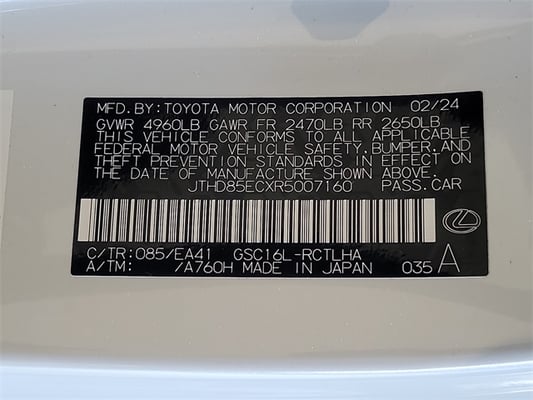 MFD. BY: TOYOTA MOTOR CORPORATION 02/24
GVWR 4960LB GAWR FR 2470LB RR 2650LB
THIS VEHICLE CONFORMS TO ALL APPLICABLE
FEDERAL MOTOR VEHICLE SAFETY, BUMPER, AND
THEFT PREVENTION STANDARDS IN EFFECT ON
THE DATE OF MANUFACTURE SHOWN ABOVE.
JTHD85ECXR5007160 PASS.CAR
C/TR: 085/EA41 GSC16L-RCTLHA
A/TM: /A760H MADE IN JAPAN 035 A